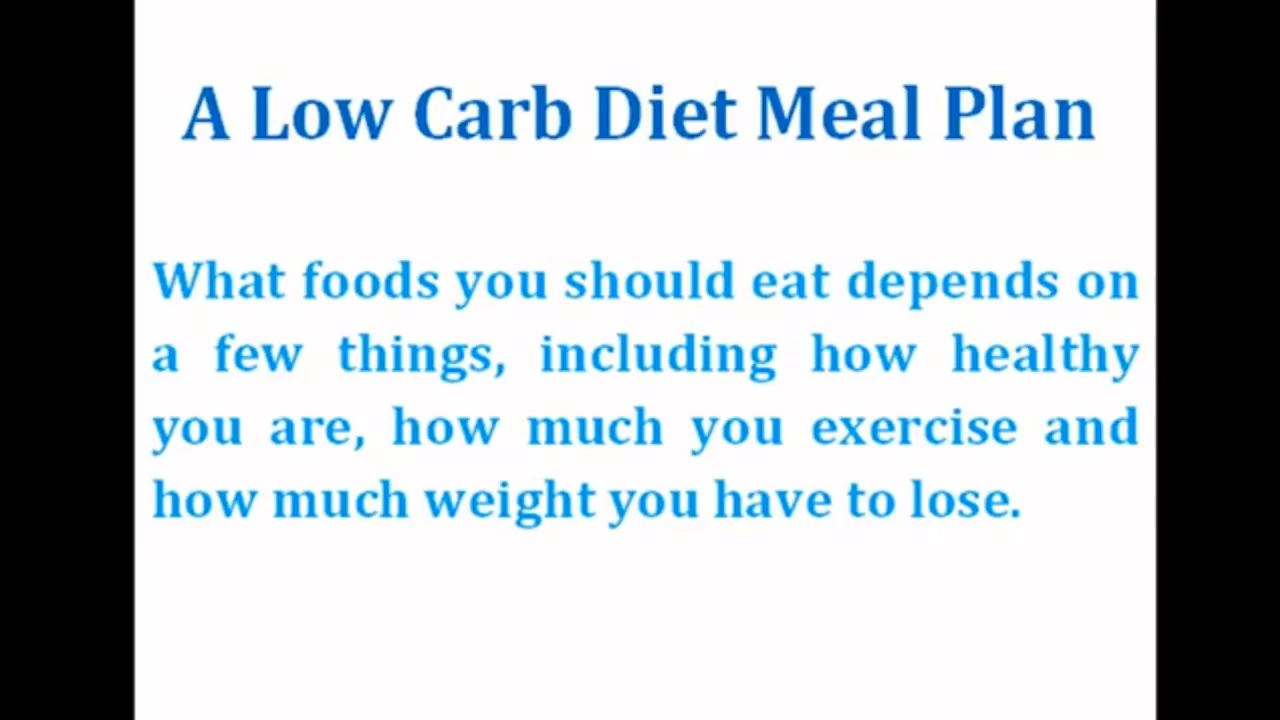 A Low Carb Diet Meal Plan
What foods you should eat depends on
a few things, including how healthy
you are, how much you exercise and
how much weight you have to lose.